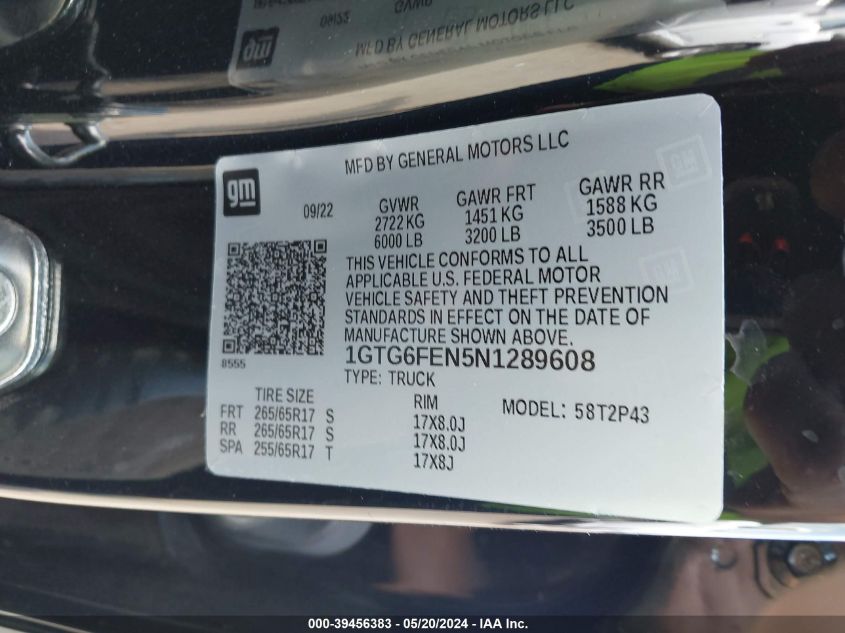 09/22 GVWR
gm MFD BY GENERAL MOTORS LLC
MFD BY GENERAL MOTORS LLC
gm
09/22
GVWR GAWR FRT GAWR RR
2722 KG 1451 KG 1588 KG
6000 LB 3200 LB 3500 LB
THIS VEHICLE CONFORMS TO ALL
APPLICABLE U.S. FEDERAL MOTOR
VEHICLE SAFETY AND THEFT PREVENTION
STANDARDS IN EFFECT ON THE DATE OF
MANUFACTURE SHOWN ABOVE.
8555
1GTG6FEN5N1289608
TYPE: TRUCK
TIRE SIZE RIM MODEL: 58T2P43
FRT 265/65R17 S 17X8.0J
RR 265/65R17 S 17X8.0J
SPA 255/65R17 T 17X8J
000-39456383 / 05/20/2024 - IAA Inc.